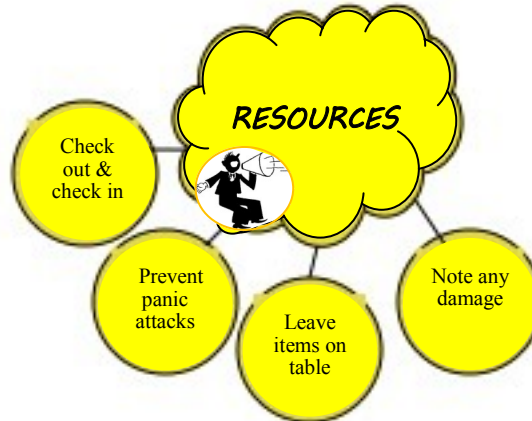 RESOURCES
Check
out &
check in
Prevent
panic
attacks
Leave
items on
table
Note any
damage